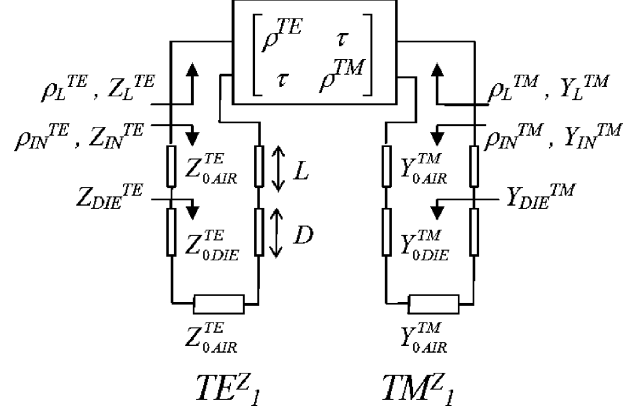 ρ^TE τ
τ ρ^TM
ρ_L^TE , Z_L^TE
ρ_L^TM , Y_L^TM
ρ_IN^TE , Z_IN^TE
ρ_IN^TM , Y_IN^TM
Z_0AIR^TE L Y_0AIR^TM
Z_DIE^TE Y_DIE^TM
Z_0DIE^TE D Y_0DIE^TM
Z_0AIR^TE Y_0AIR^TM
TE^Z_1 TM^Z_1